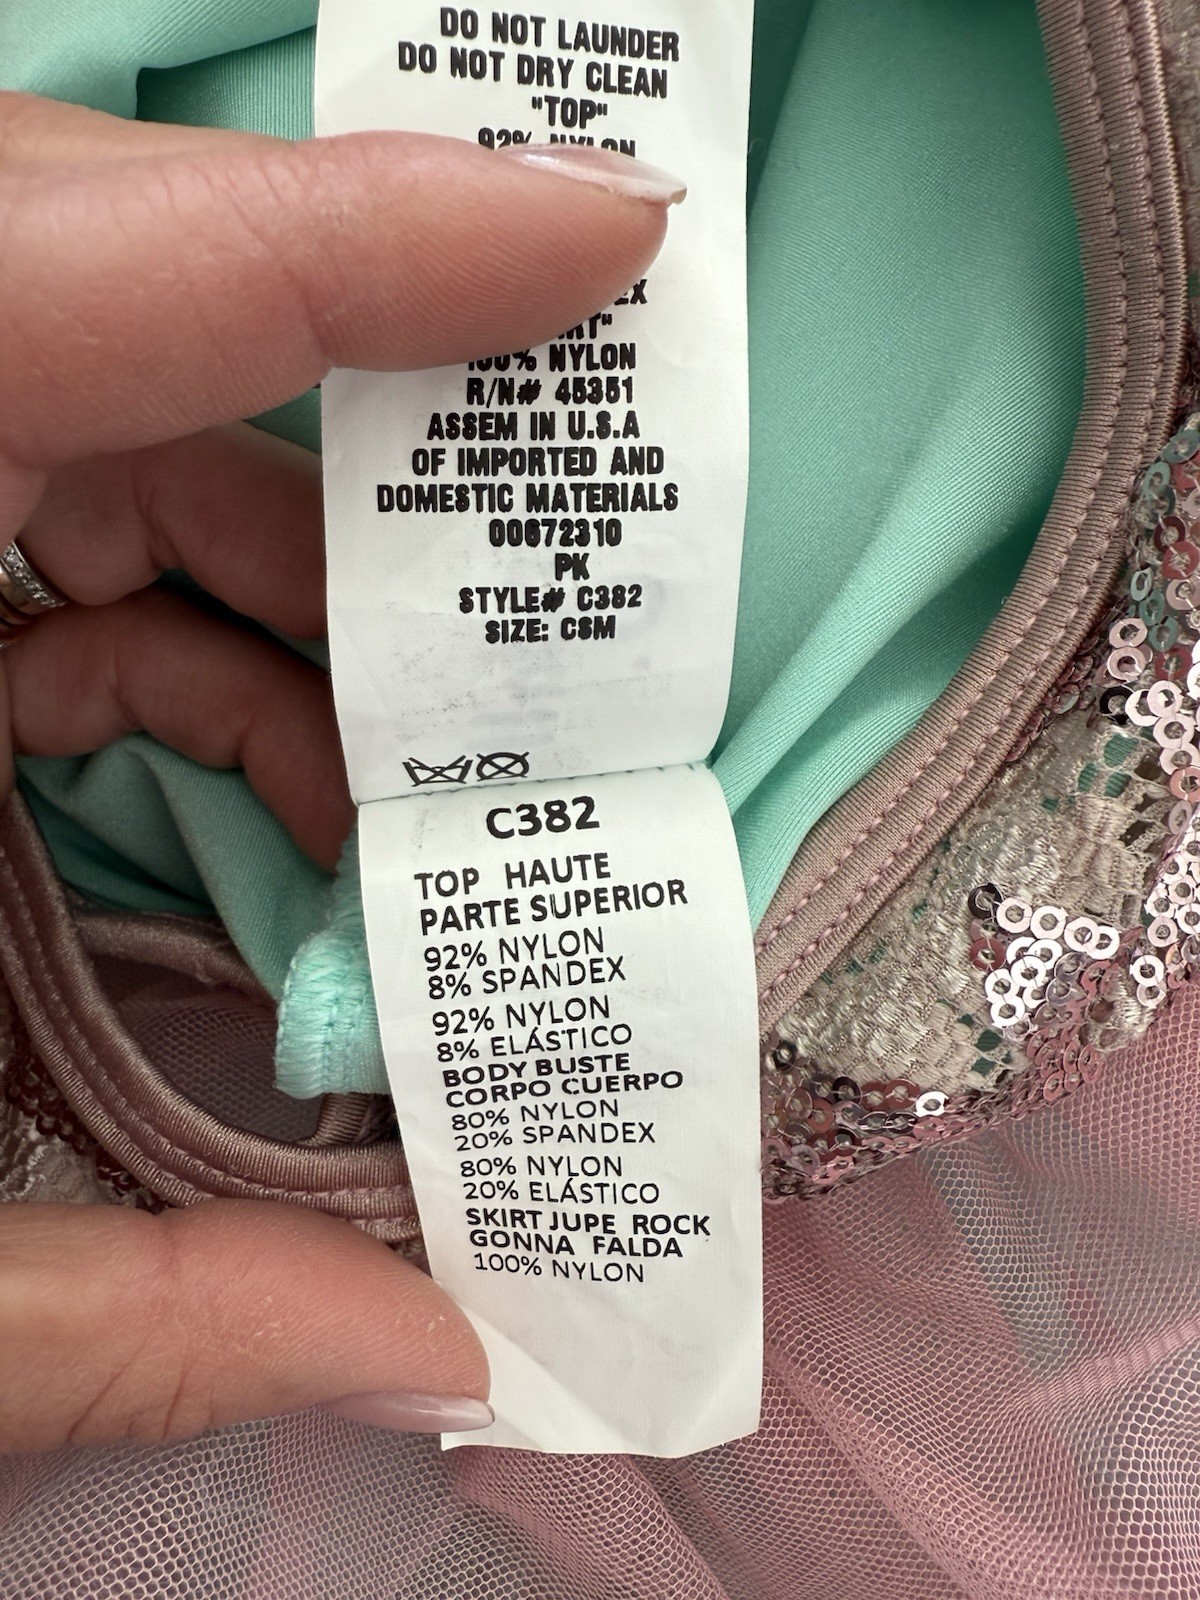 DO NOT LAUNDER
DO NOT DRY CLEAN
"TOP"
92% NYLON
100% NYLON
R/N# 45351
ASSEM IN U.S.A
OF IMPORTED AND
DOMESTIC MATERIALS
00672310
PK
STYLE# C382
SIZE: CSM
C382
TOP HAUTE
PARTE SUPERIOR
92% NYLON
8% SPANDEX
92% NYLON
8% ELÁSTICO
BODY BUSTE
CORPO CUERPO
80% NYLON
20% SPANDEX
80% NYLON
20% ELÁSTICO
SKIRT JUPE ROCK
GONNA FALDA
100% NYLON